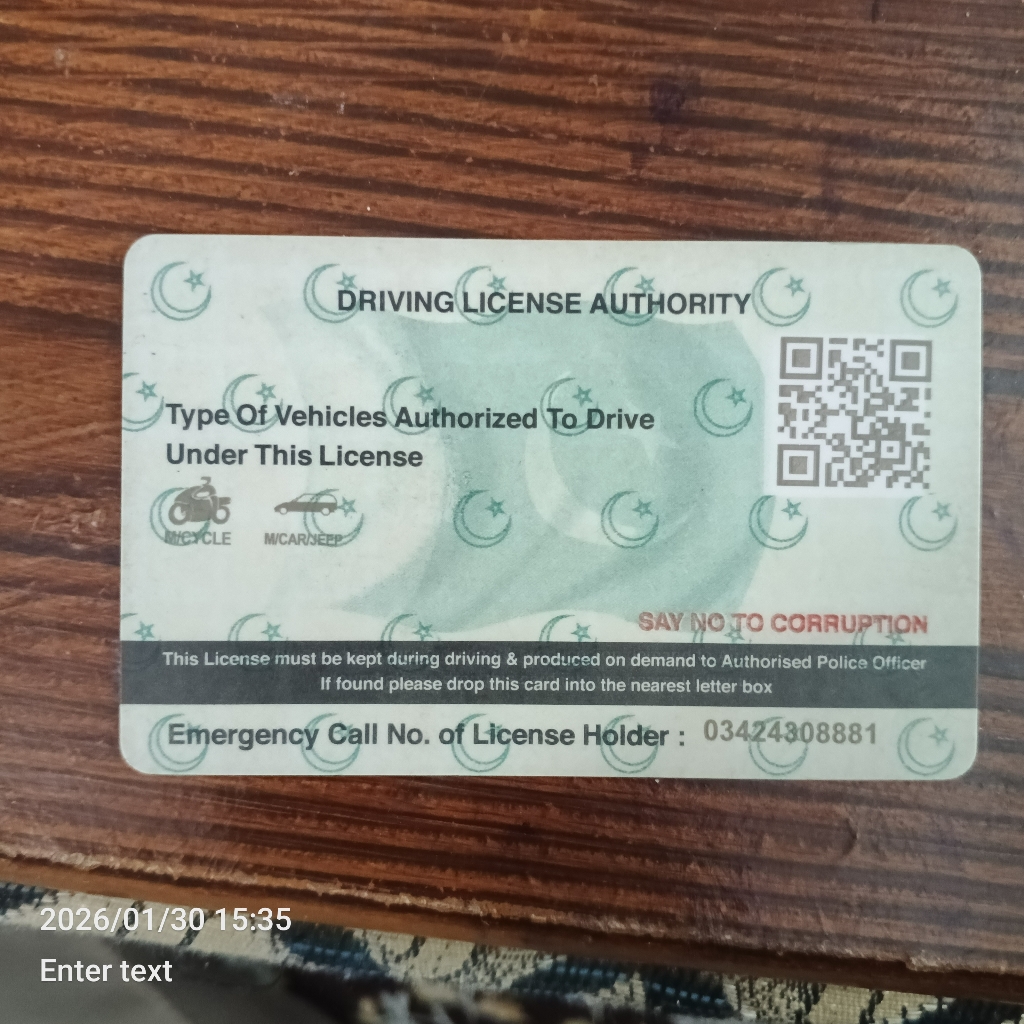 DRIVING LICENSE AUTHORITY
Type Of Vehicles Authorized To Drive
Under This License
M/CYCLE M/CAR/JEEP
SAY NO TO CORRUPTION
This License must be kept during driving & produced on demand to Authorised Police Officer
If found please drop this card into the nearest letter box
Emergency Call No. of License Holder : 03424308881
2026/01/30 15:35
Enter text